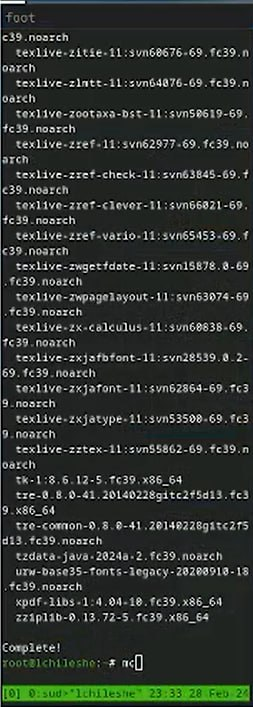 foot
c39.noarch
texlive-zitie-11:svn60676-69.fc39.n
oarch
texlive-zlmtt-11:svn64076-69.fc39.n
oarch
texlive-zootaxa-bst-11:svn50619-69.
fc39.noarch
texlive-zref-11:svn62977-69.fc39.no
arch
texlive-zref-check-11:svn63845-69.f
c39.noarch
texlive-zref-clever-11:svn66021-69.
fc39.noarch
texlive-zref-vario-11:svn65453-69.f
c39.noarch
texlive-zwgetfdate-11:svn15878.0-69
.fc39.noarch
texlive-zwpagelayout-11:svn63074-69
.fc39.noarch
texlive-zx-calculus-11:svn60838-69.
fc39.noarch
texlive-zxjafbfont-11:svn28539.0.2-
69.fc39.noarch
texlive-zxjafont-11:svn62864-69.fc3
9.noarch
texlive-zxjatype-11:svn53500-69.fc3
9.noarch
texlive-zztex-11:svn55862-69.fc39.n
oarch
tk-1:8.6.12-5.fc39.x86_64
tre-0.8.0-41.20140228gitc2f5d13.fc3
9.x86_64
tre-common-0.8.0-41.20140228gitc2f5
d13.fc39.noarch
tzdata-java-2024a-2.fc39.noarch
urw-base35-fonts-legacy-20200910-18
.fc39.noarch
xpdf-libs-1:4.04-10.fc39.x86_64
zziplib-0.13.72-5.fc39.x86_64
Complete!
root@lchileshe:~# mc
[0] 0:sud>"lchileshe" 23:33 28 Feb 24